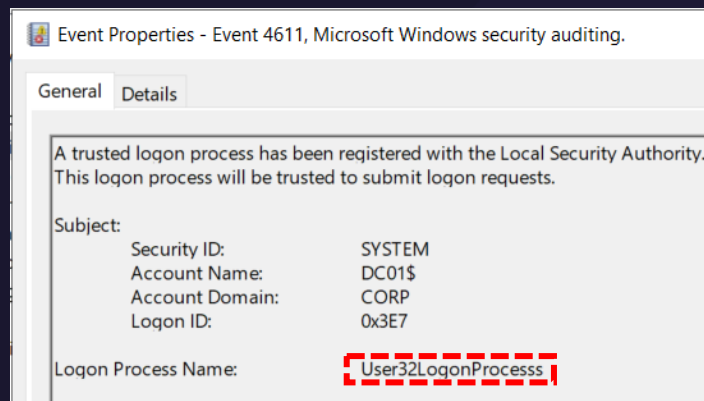 Event Properties - Event 4611, Microsoft Windows security auditing.
General Details
A trusted logon process has been registered with the Local Security Authority.
This logon process will be trusted to submit logon requests.
Subject:
Security ID: SYSTEM
Account Name: DC01$
Account Domain: CORP
Logon ID: 0x3E7
Logon Process Name: User32LogonProcesss